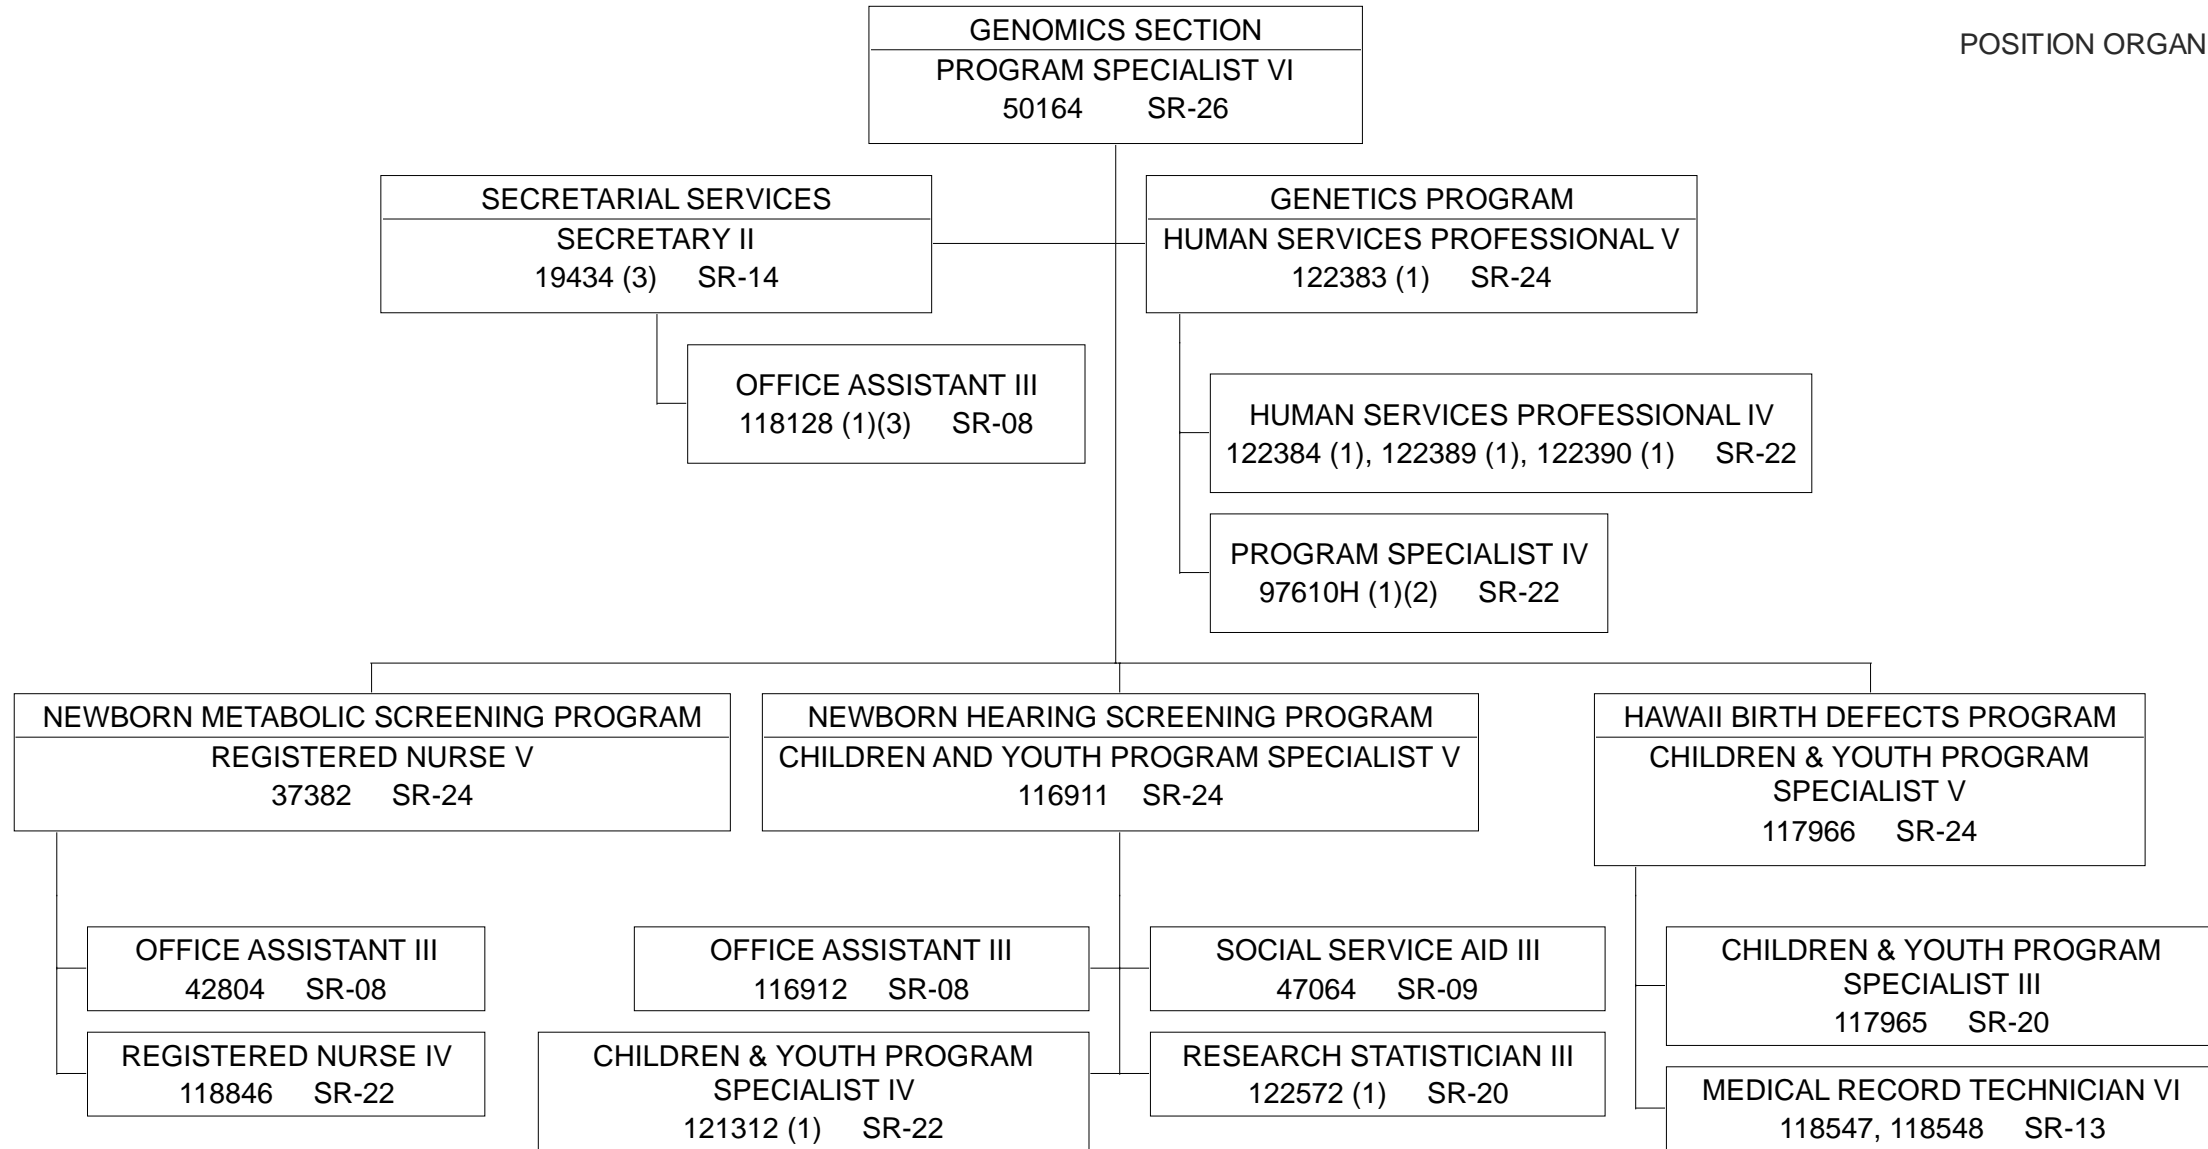 GENOMICS SECTION
PROGRAM SPECIALIST VI
50164 SR-26
POSITION ORGAN
SECRETARIAL SERVICES
SECRETARY II
19434 (3) SR-14
GENETICS PROGRAM
HUMAN SERVICES PROFESSIONAL V
122383 (1) SR-24
OFFICE ASSISTANT III
118128 (1)(3) SR-08
HUMAN SERVICES PROFESSIONAL IV
122384 (1), 122389 (1), 122390 (1) SR-22
PROGRAM SPECIALIST IV
97610H (1)(2) SR-22
NEWBORN METABOLIC SCREENING PROGRAM
REGISTERED NURSE V
37382 SR-24
NEWBORN HEARING SCREENING PROGRAM
CHILDREN AND YOUTH PROGRAM SPECIALIST V
116911 SR-24
HAWAII BIRTH DEFECTS PROGRAM
CHILDREN & YOUTH PROGRAM
SPECIALIST V
117966 SR-24
OFFICE ASSISTANT III
42804 SR-08
REGISTERED NURSE IV
118846 SR-22
OFFICE ASSISTANT III
116912 SR-08
SOCIAL SERVICE AID III
47064 SR-09
CHILDREN & YOUTH PROGRAM
SPECIALIST IV
121312 (1) SR-22
RESEARCH STATISTICIAN III
122572 (1) SR-20
CHILDREN & YOUTH PROGRAM
SPECIALIST III
117965 SR-20
MEDICAL RECORD TECHNICIAN VI
118547, 118548 SR-13